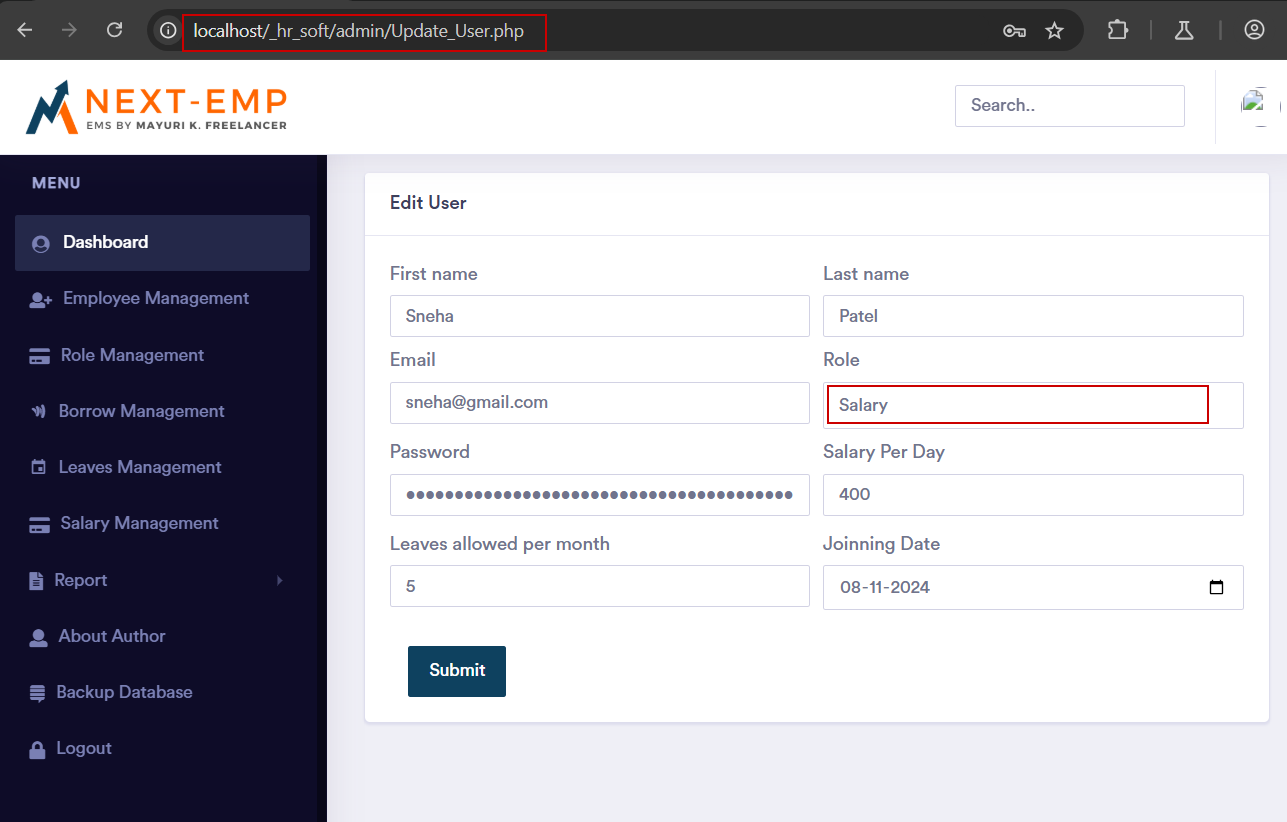 localhost/_hr_soft/admin/Update_User.php
NEXT-EMP
EMS BY MAYURI K. FREELANCER
Search..
MENU
Dashboard
Employee Management
Role Management
Borrow Management
Leaves Management
Salary Management
Report
About Author
Backup Database
Logout
Edit User
First name Last name
Sneha Patel
Email Role
sneha@gmail.com Salary
Password Salary Per Day
•••••••••••••••••••••••••••••••••••••••• 400
Leaves allowed per month Joinning Date
5 08-11-2024
Submit